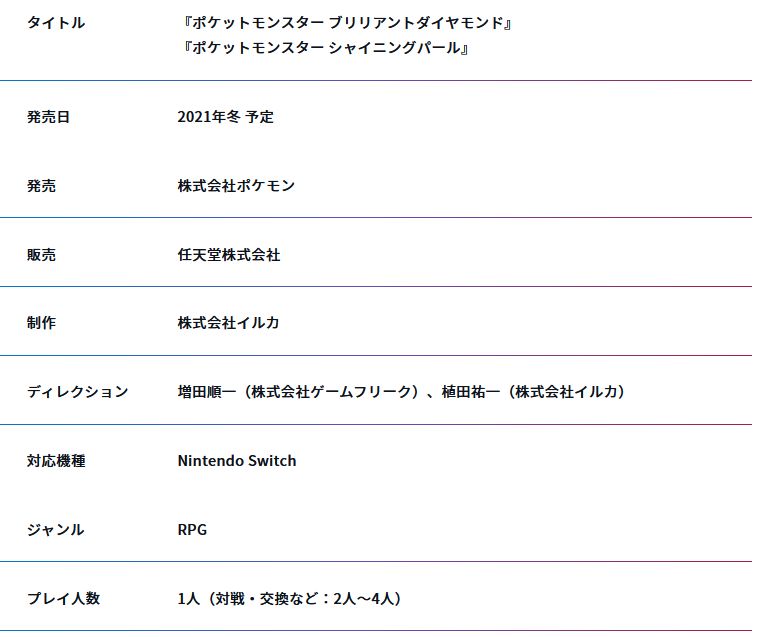 タイトル 『ポケットモンスター ブリリアントダイヤモンド』
『ポケットモンスター シャイニングパール』
発売日 2021年冬 予定
発売 株式会社ポケモン
販売 任天堂株式会社
制作 株式会社イルカ
ディレクション 増田順一（株式会社ゲームフリーク）、植田祐一（株式会社イルカ）
対応機種 Nintendo Switch
ジャンル RPG
プレイ人数 1人（対戦・交換など：2人～4人）